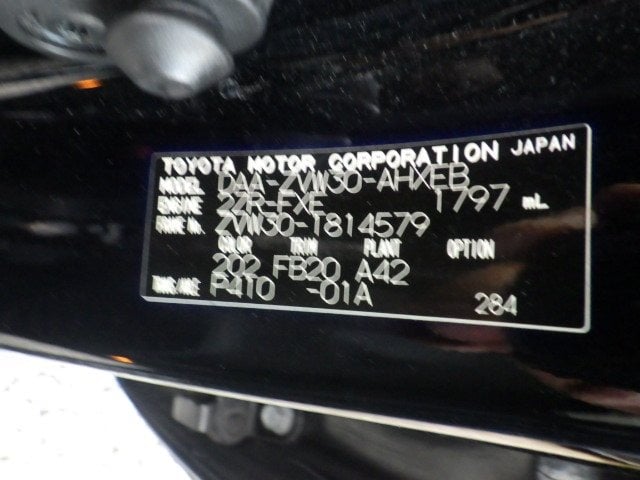 TOYOTA MOTOR CORPORATION JAPAN
MODEL DAA-ZVW30-AHXEB
ENGINE 2ZR-FXE 1797 mL
FRAME No. ZVW30-1814579
COLOR TRIM PLANT OPTION
202 FB20 A42
TRANS/AXLE P410 -01A
284